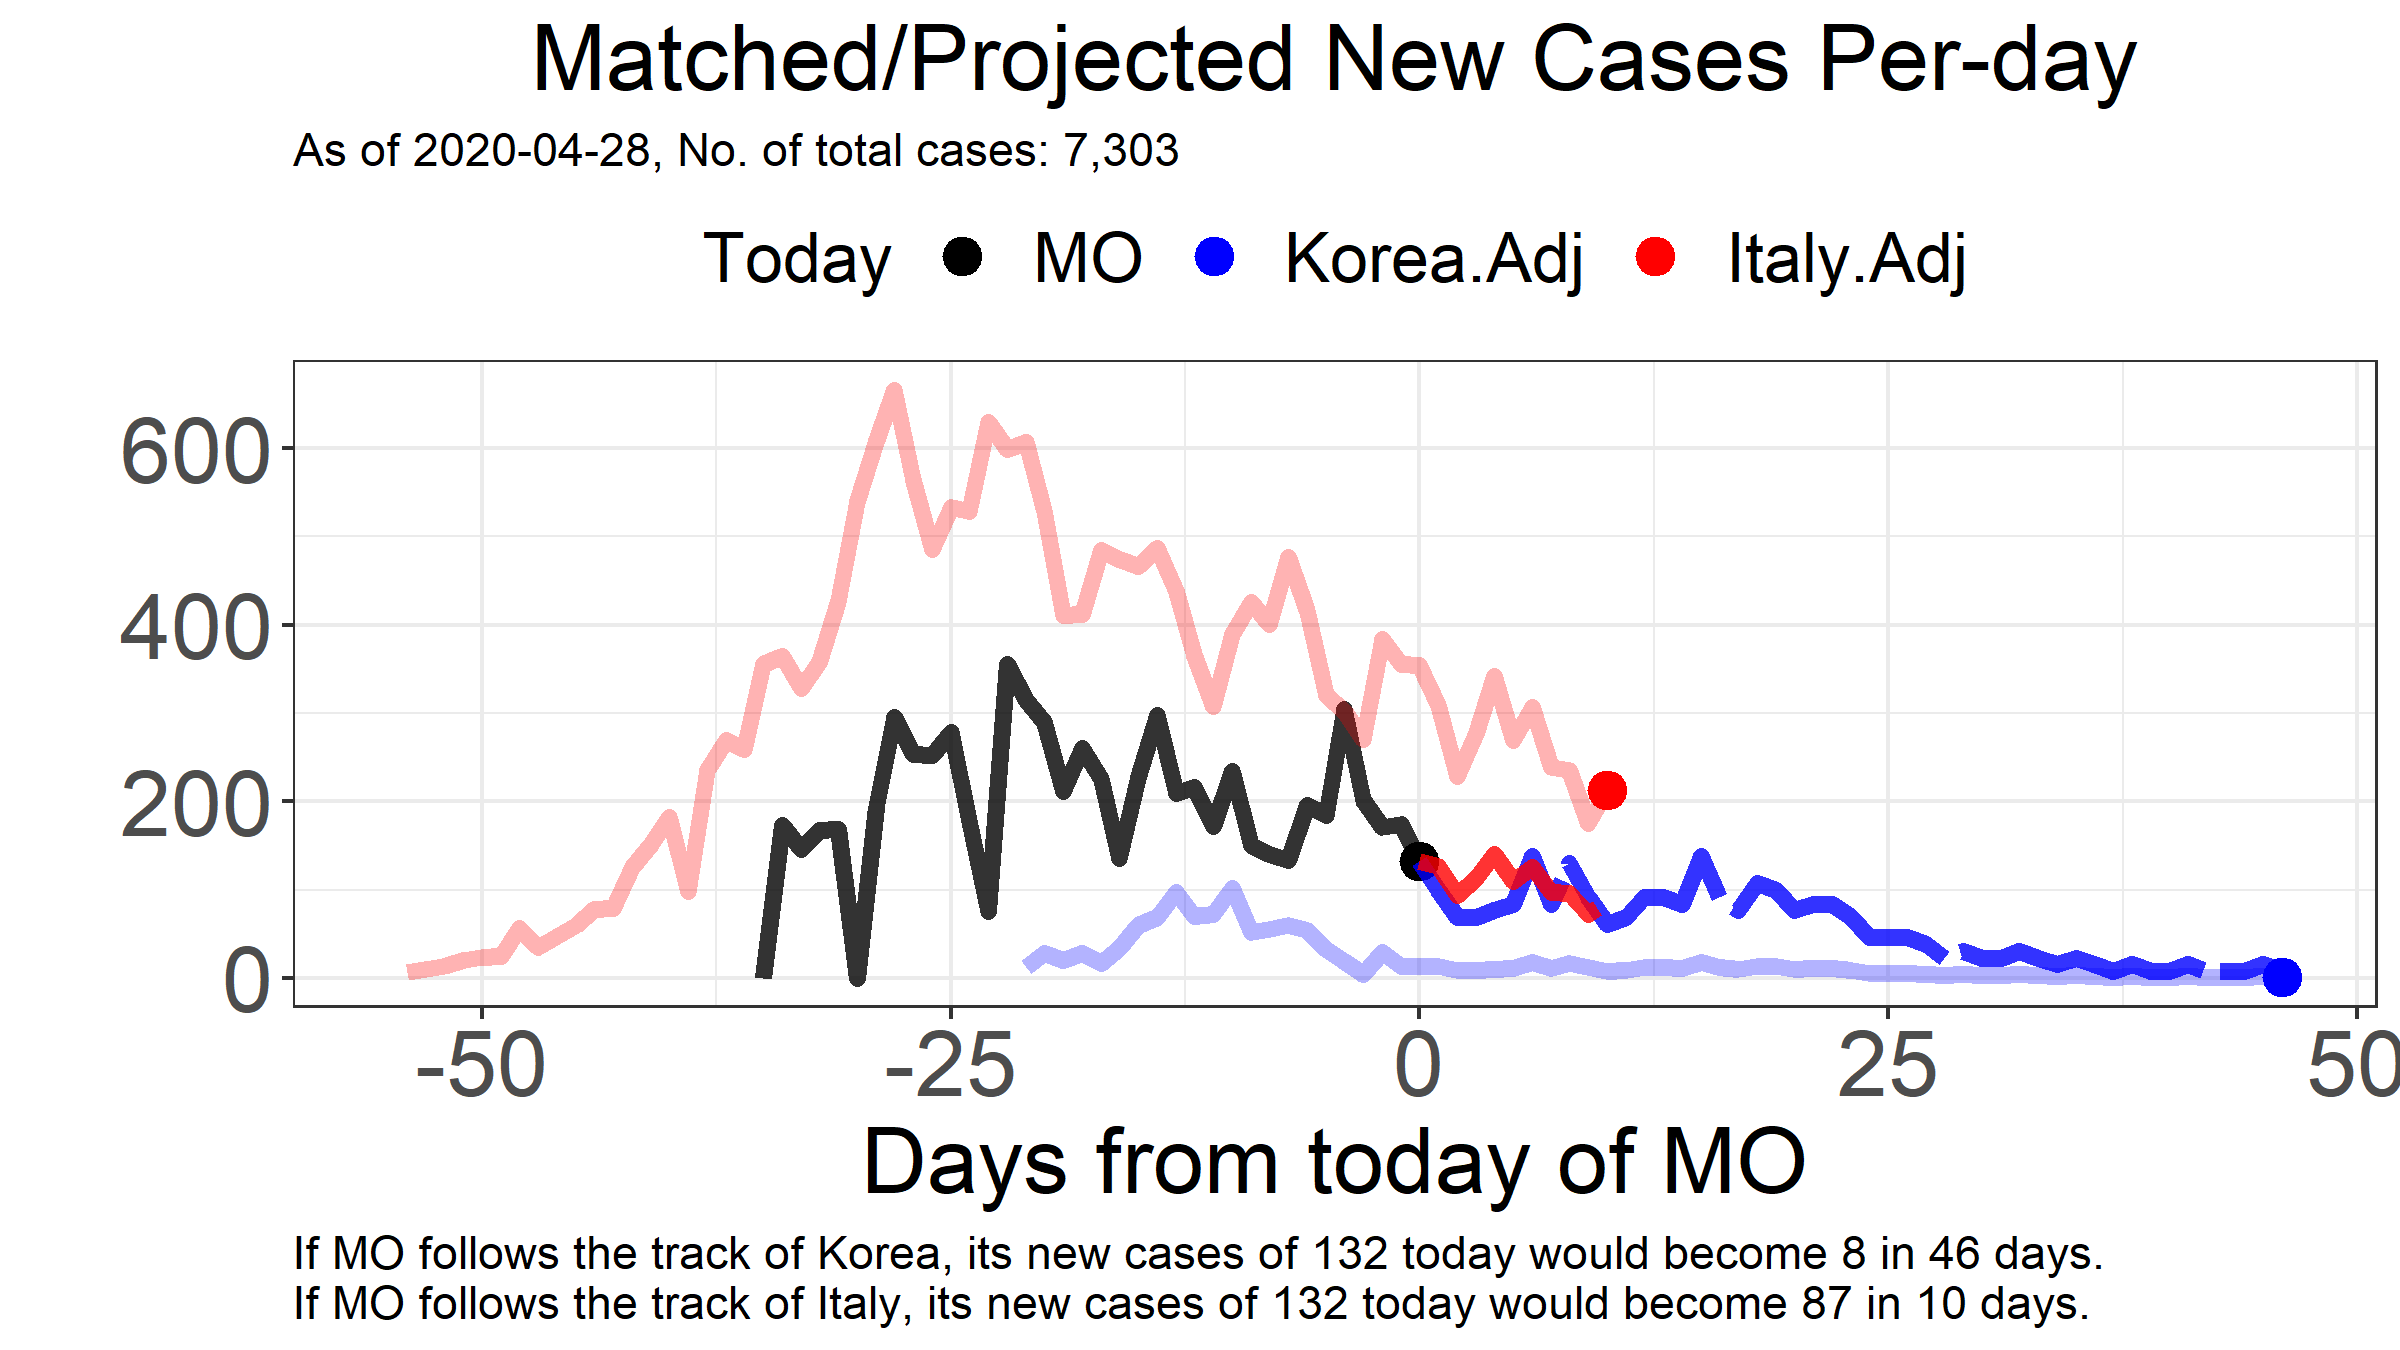 Matched/Projected New Cases Per-day
As of 2020-04-28, No. of total cases: 7,303
Today MO Korea.Adj Italy.Adj
600
400
200
0
-50 -25 0 25 50
Days from today of MO
If MO follows the track of Korea, its new cases of 132 today would become 8 in 46 days.
If MO follows the track of Italy, its new cases of 132 today would become 87 in 10 days.